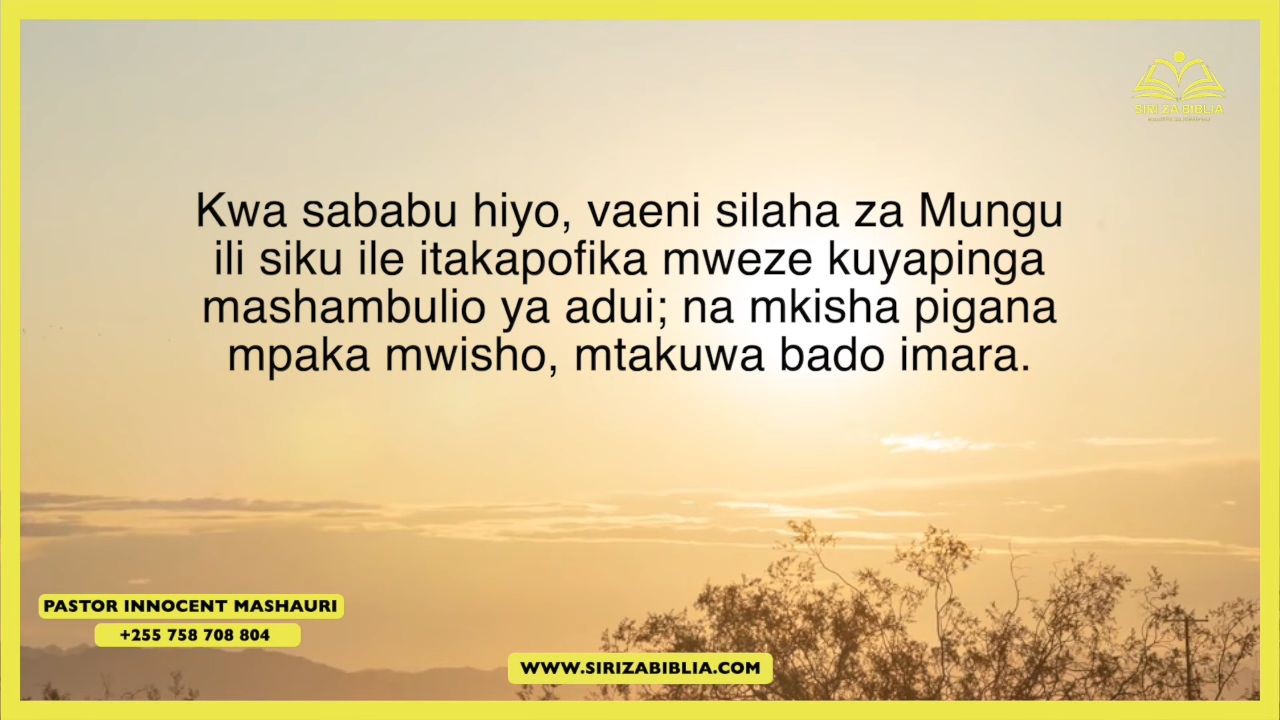 SIRI ZA BIBLIA
Kwa sababu hiyo, vaeni silaha za Mungu
ili siku ile itakapofika mweze kuyapinga
mashambulio ya adui; na mkisha pigana
mpaka mwisho, mtakuwa bado imara.
PASTOR INNOCENT MASHAURI
+255 758 708 804
WWW.SIRIZABIBLIA.COM